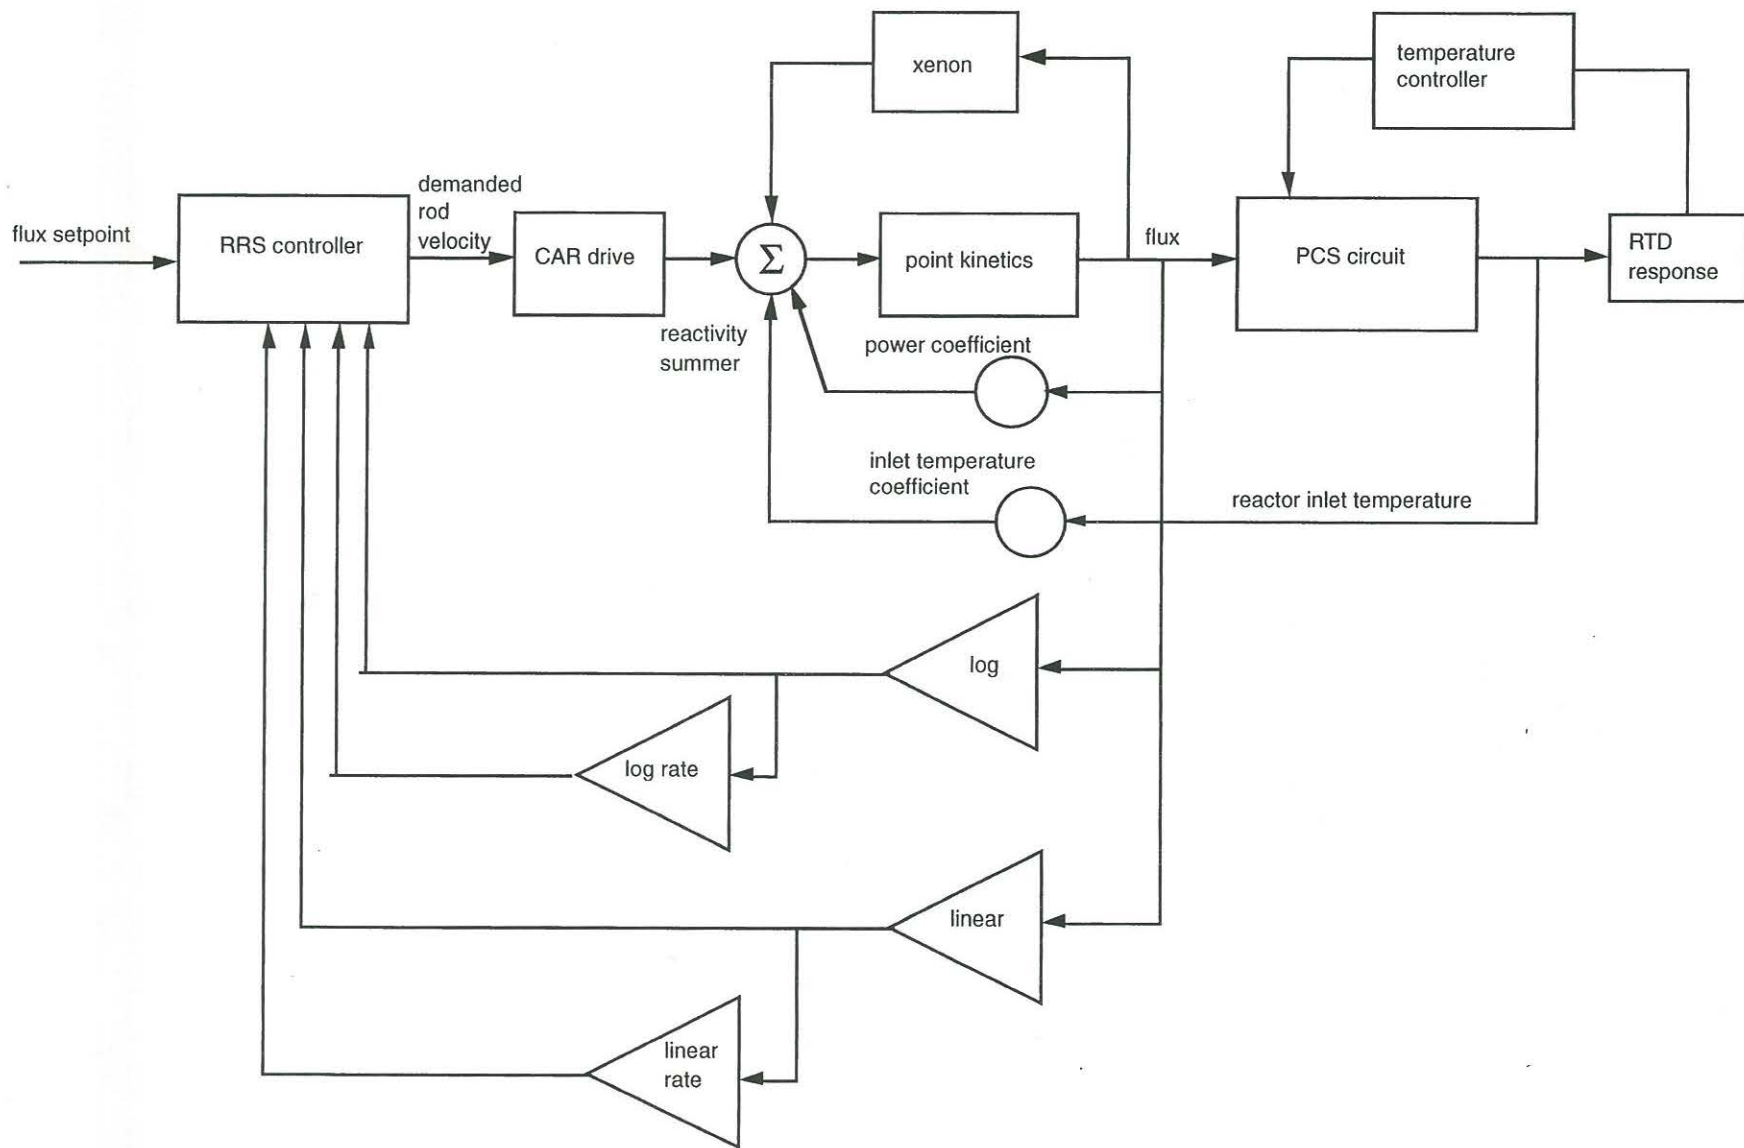 xenon
temperature
controller
demanded
rod
velocity
flux setpoint
RRS controller
CAR drive
Σ
point kinetics
flux
PCS circuit
RTD
response
reactivity
summer
power coefficient
inlet temperature
coefficient
reactor inlet temperature
log
log rate
linear
linear
rate